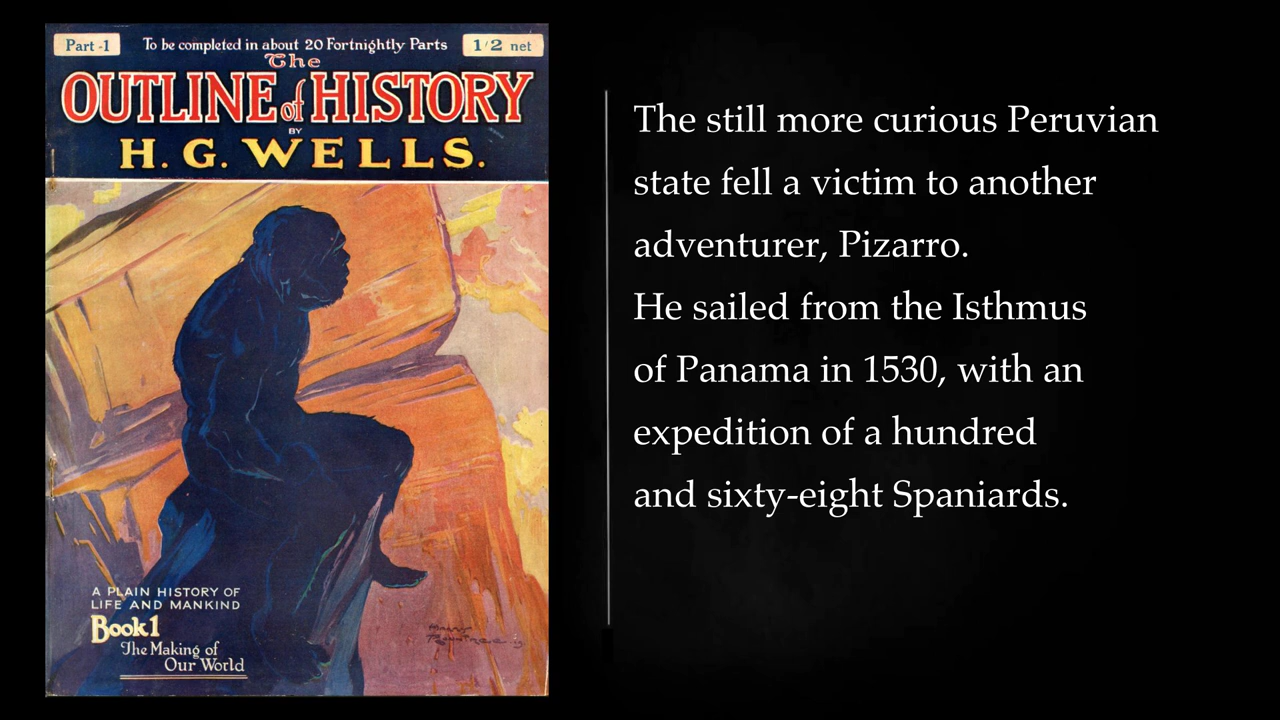 Part -1
To be completed in about 20 Fortnightly Parts
1/2 net
The
OUTLINE of HISTORY
BY
H. G. WELLS.
A PLAIN HISTORY OF
LIFE AND MANKIND
Book 1
The Making of
Our World
The still more curious Peruvian
state fell a victim to another
adventurer, Pizarro.
He sailed from the Isthmus
of Panama in 1530, with an
expedition of a hundred
and sixty-eight Spaniards.